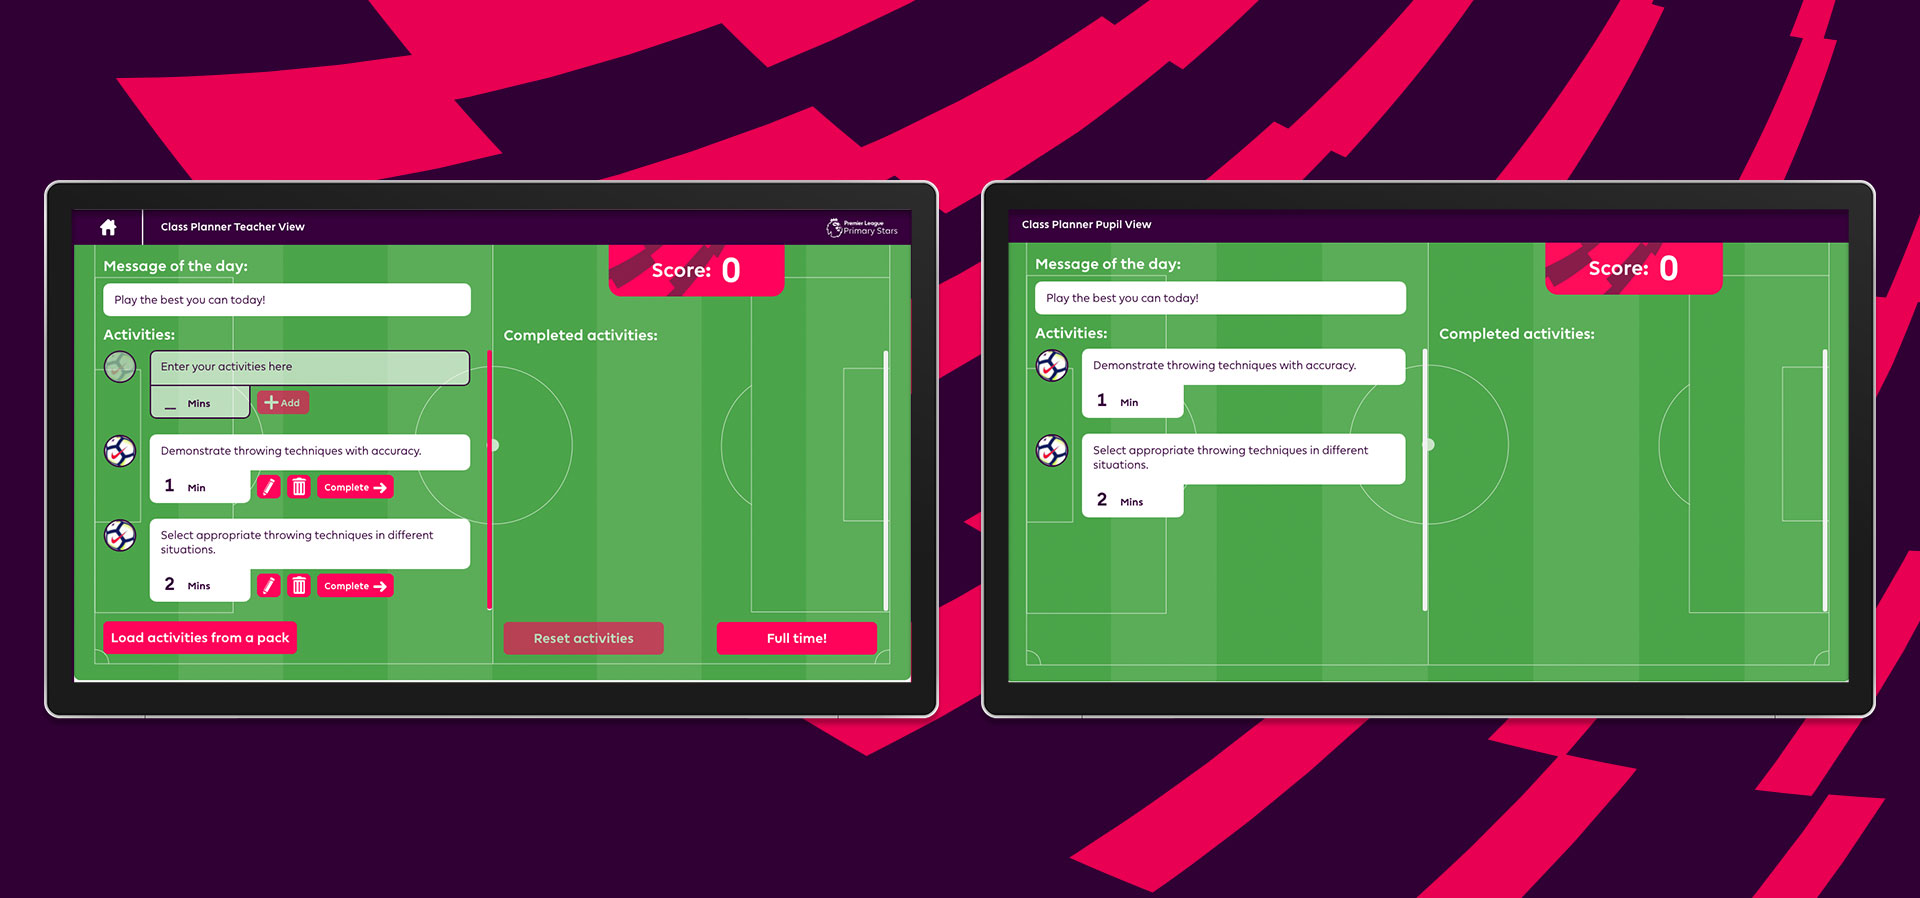 Class Planner Teacher View
Premier League
Primary Stars
Message of the day:
Score: 0
Play the best you can today!
Activities:
Completed activities:
Enter your activities here
_ Mins
Add
Demonstrate throwing techniques with accuracy.
1 Min
Complete
Select appropriate throwing techniques in different
situations.
2 Mins
Complete
Load activities from a pack
Reset activities
Full time!
Class Planner Pupil View
Message of the day:
Score: 0
Play the best you can today!
Activities:
Completed activities:
Demonstrate throwing techniques with accuracy.
1 Min
Select appropriate throwing techniques in different
situations.
2 Mins